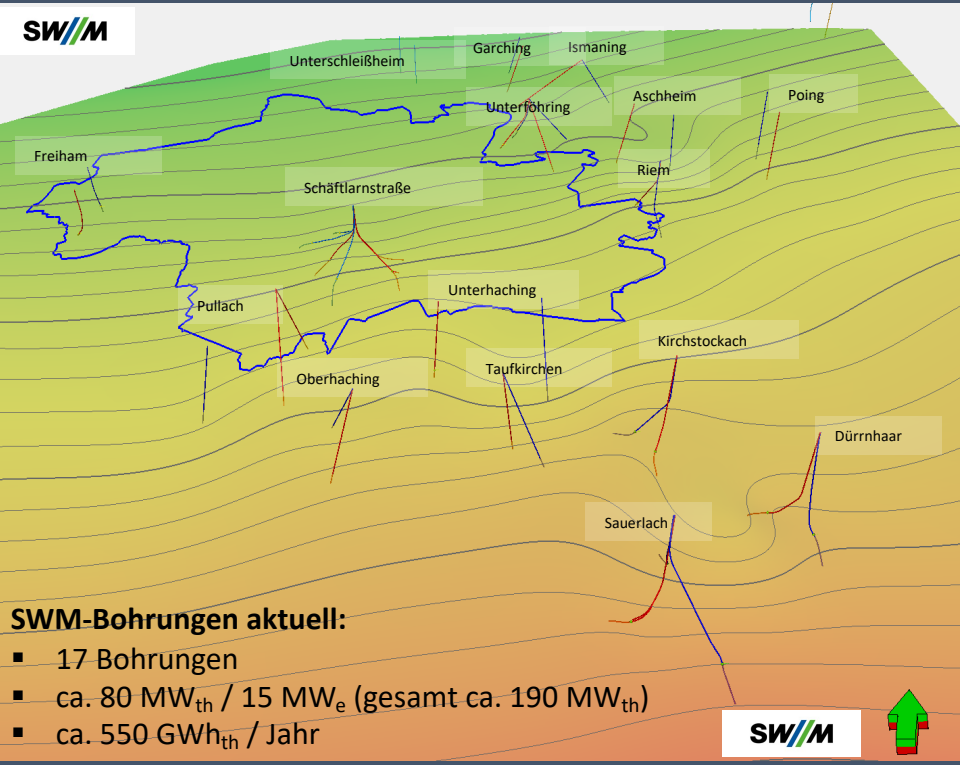 SW//M
Garching
Ismaning
Unterschleißheim
Unterföhring
Aschheim
Poing
Freiham
Riem
Schäftlarnstraße
Unterhaching
Pullach
Kirchstockach
Taufkirchen
Oberhaching
Dürrnhaar
Sauerlach
SWM-Bohrungen aktuell:
▪ 17 Bohrungen
▪ ca. 80 MWth / 15 MWe (gesamt ca. 190 MWth)
▪ ca. 550 GWhth / Jahr
SW//M